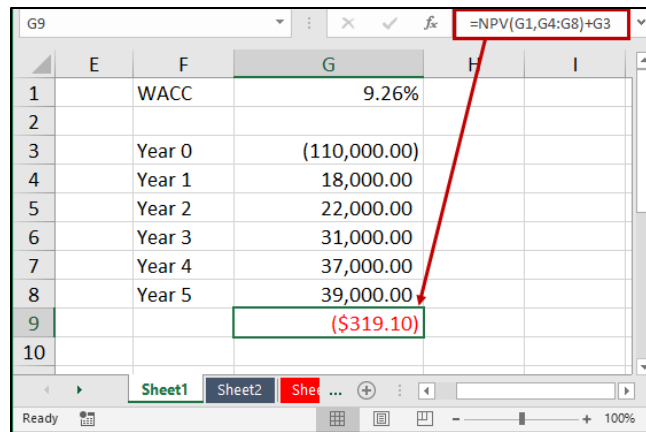 G9 fx =NPV(G1,G4:G8)+G3
E F G H I
1 WACC 9.26%
2
3 Year 0 (110,000.00)
4 Year 1 18,000.00
5 Year 2 22,000.00
6 Year 3 31,000.00
7 Year 4 37,000.00
8 Year 5 39,000.00
9 ($319.10)
10
Sheet1 Sheet2 Shee ...
Ready 100%